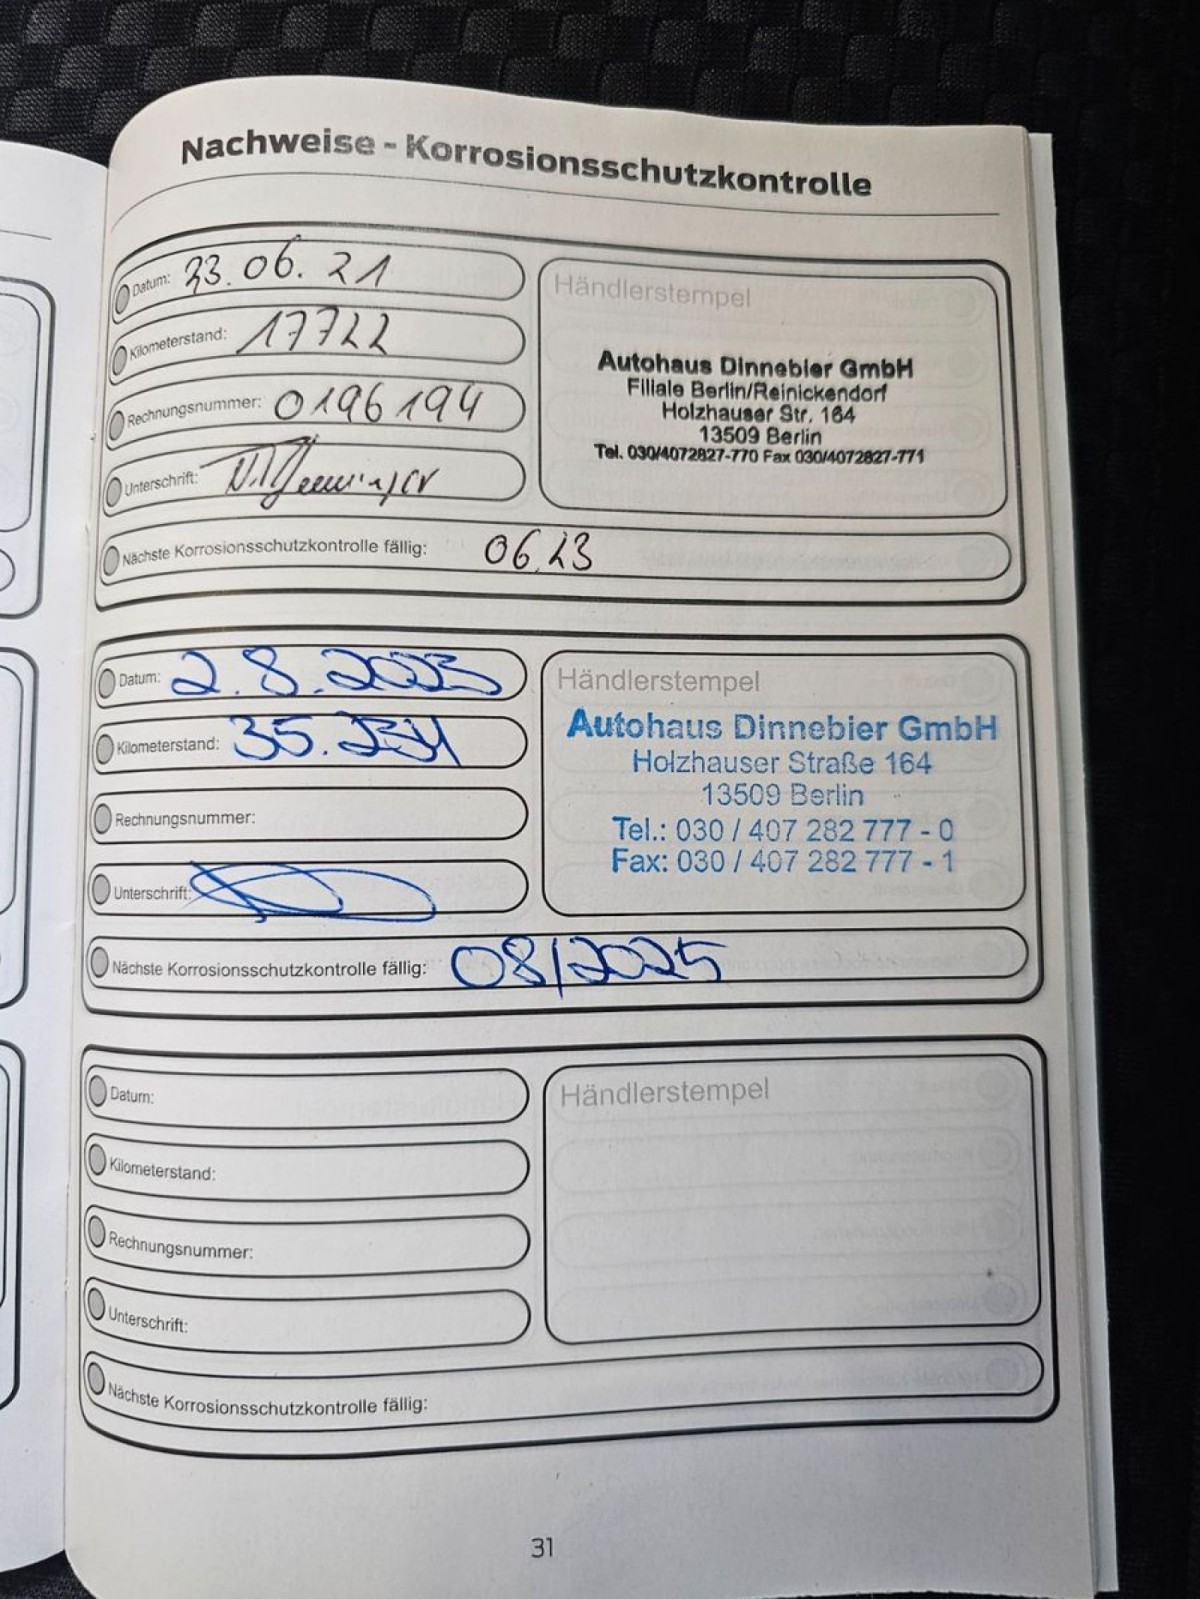 Nachweise - Korrosionsschutzkontrolle
Datum: 23.06.21
Kilometerstand: 17722
Rechnungsnummer: 0196194
Unterschrift:
Händlerstempel
Autohaus Dinnebier GmbH
Filiale Berlin/Reinickendorf
Holzhauser Str. 164
13509 Berlin
Tel. 030/4072827-770 Fax 030/4072827-771
Nächste Korrosionsschutzkontrolle fällig: 06.23
Datum: 2.8.2023
Kilometerstand:
Rechnungsnummer:
Unterschrift:
Händlerstempel
Autohaus Dinnebier GmbH
Holzhauser Straße 164
13509 Berlin
Tel.: 030 / 407 282 777 - 0
Fax: 030 / 407 282 777 - 1
Nächste Korrosionsschutzkontrolle fällig: 08/2025
Datum:
Kilometerstand:
Rechnungsnummer:
Unterschrift:
Händlerstempel
Nächste Korrosionsschutzkontrolle fällig:
31